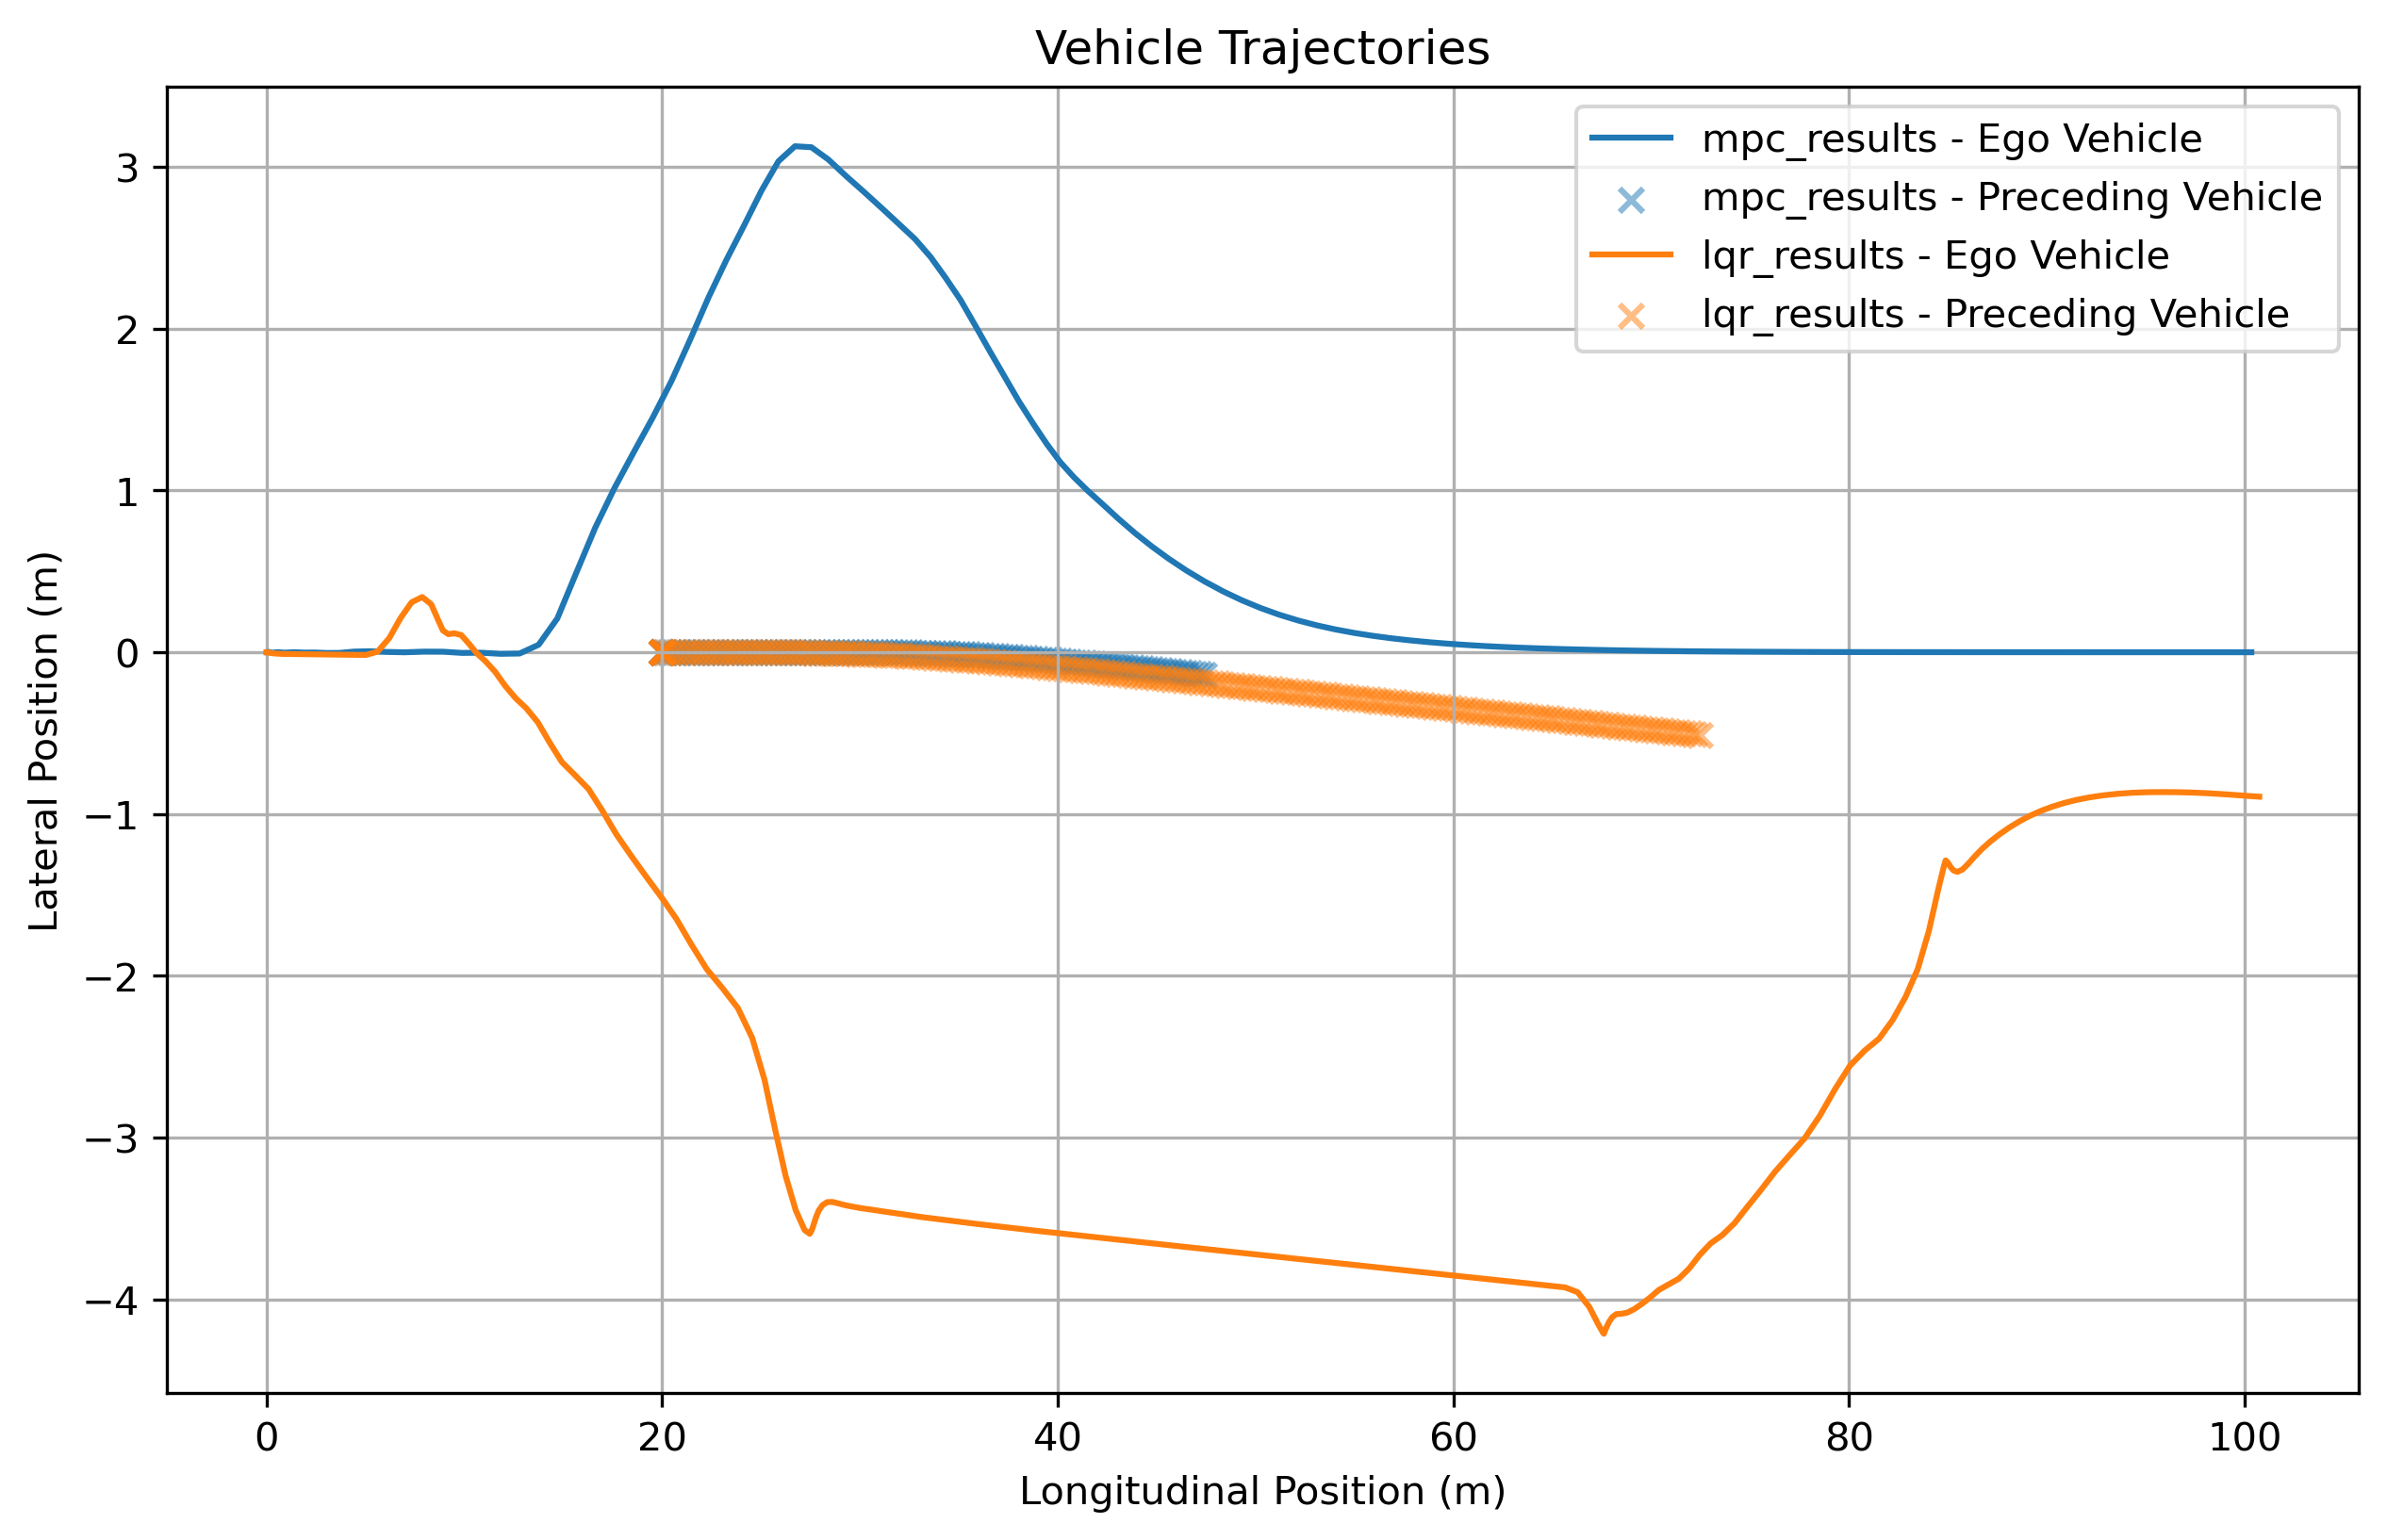 Vehicle Trajectories
mpc_results - Ego Vehicle
mpc_results - Preceding Vehicle
lqr_results - Ego Vehicle
lqr_results - Preceding Vehicle
Lateral Position (m)
3
2
1
0
−1
−2
−3
−4
0 20 40 60 80 100
Longitudinal Position (m)